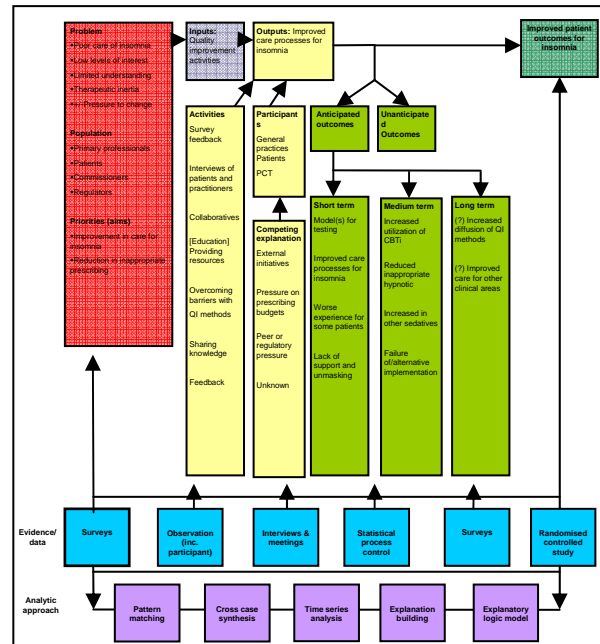 Problem
•Poor care of insomnia
•Low levels of interest
•Limited understanding
•Therapeutic inertia
•+/- Pressure to change
Population
•Primary professionals
•Patients
•Commissioners
•Regulators
Priorities (aims)
•Improvement in care for
insomnia
•Reduction in inappropriate
prescribing
Inputs:
Quality
improvement
activities
Outputs: Improved
care processes for
insomnia
Improved patient
outcomes for
insomnia
Activities
Survey
feedback
Interviews of
patients and
practitioners
Collaboratives
[Education]
Providing
resources
Overcoming
barriers with
QI methods
Sharing
knowledge
Feedback
Participant
s
General
practices
Patients
PCT
Competing
explanation
External
initiatives
Pressure on
prescribing
budgets
Peer or
regulatory
pressure
Unknown
Anticipated
outcomes
Unanticipate
d
Outcomes
Short term
Model(s) for
testing
Improved care
processes for
insomnia
Worse
experience for
some patients
Lack of
support and
unmasking
Medium term
Increased
utilization of
CBTi
Reduced
inappropriate
hypnotic
Increased in
other sedatives
Failure
of/alternative
implementation
Long term
(?) Increased
diffusion of QI
methods
(?) Improved
care for other
clinical areas
Evidence/
data
Surveys
Observation
(inc.
participant)
Interviews &
meetings
Statistical
process
control
Surveys
Randomised
controlled
study
Analytic
approach
Pattern
matching
Cross case
synthesis
Time series
analysis
Explanation
building
Explanatory
logic model